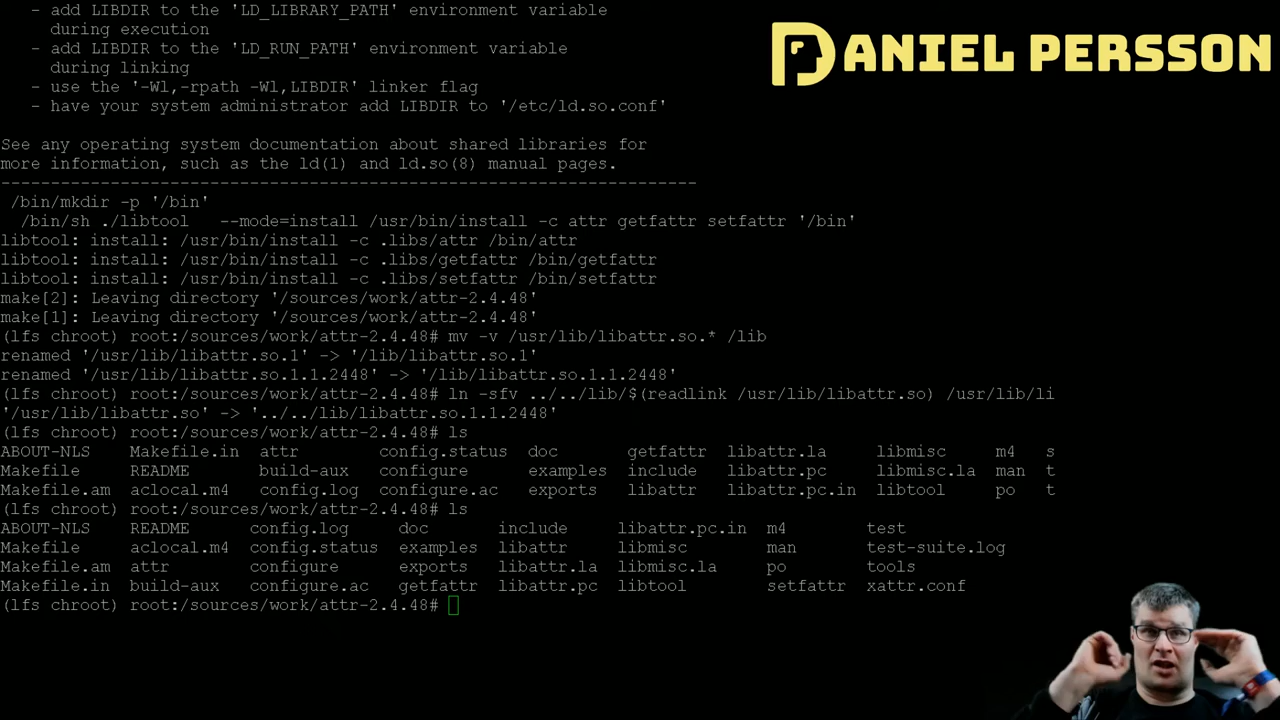 - add LIBDIR to the 'LD_LIBRARY_PATH' environment variable
during execution
- add LIBDIR to the 'LD_RUN_PATH' environment variable
during linking
- use the '-Wl,-rpath -Wl,LIBDIR' linker flag
- have your system administrator add LIBDIR to '/etc/ld.so.conf'
DANIEL PERSSON
See any operating system documentation about shared libraries for
more information, such as the ld(1) and ld.so(8) manual pages.
----------------------------------------------------------------------
/bin/mkdir -p '/bin'
/bin/sh ./libtool   --mode=install /usr/bin/install -c attr getfattr setfattr '/bin'
libtool: install: /usr/bin/install -c .libs/attr /bin/attr
libtool: install: /usr/bin/install -c .libs/getfattr /bin/getfattr
libtool: install: /usr/bin/install -c .libs/setfattr /bin/setfattr
make[2]: Leaving directory '/sources/work/attr-2.4.48'
make[1]: Leaving directory '/sources/work/attr-2.4.48'
(lfs chroot) root:/sources/work/attr-2.4.48# mv -v /usr/lib/libattr.so.* /lib
renamed '/usr/lib/libattr.so.1' -> '/lib/libattr.so.1'
renamed '/usr/lib/libattr.so.1.1.2448' -> '/lib/libattr.so.1.1.2448'
(lfs chroot) root:/sources/work/attr-2.4.48# ln -sfv ../../lib/$(readlink /usr/lib/libattr.so) /usr/lib/li
'/usr/lib/libattr.so' -> '../../lib/libattr.so.1.1.2448'
(lfs chroot) root:/sources/work/attr-2.4.48# ls
ABOUT-NLS    Makefile.in  attr        config.status  doc       getfattr  libattr.la     libmisc     m4   s
Makefile     README       build-aux   configure      examples  include   libattr.pc     libmisc.la  man  t
Makefile.am  aclocal.m4   config.log  configure.ac   exports   libattr   libattr.pc.in  libtool     po   t
(lfs chroot) root:/sources/work/attr-2.4.48# ls
ABOUT-NLS    README      config.log     doc       include     libattr.pc.in  m4        test
Makefile     aclocal.m4  config.status  examples  libattr     libmisc        man       test-suite.log
Makefile.am  attr        configure      exports   libattr.la  libmisc.la     po        tools
Makefile.in  build-aux   configure.ac   getfattr  libattr.pc  libtool        setfattr  xattr.conf
(lfs chroot) root:/sources/work/attr-2.4.48#